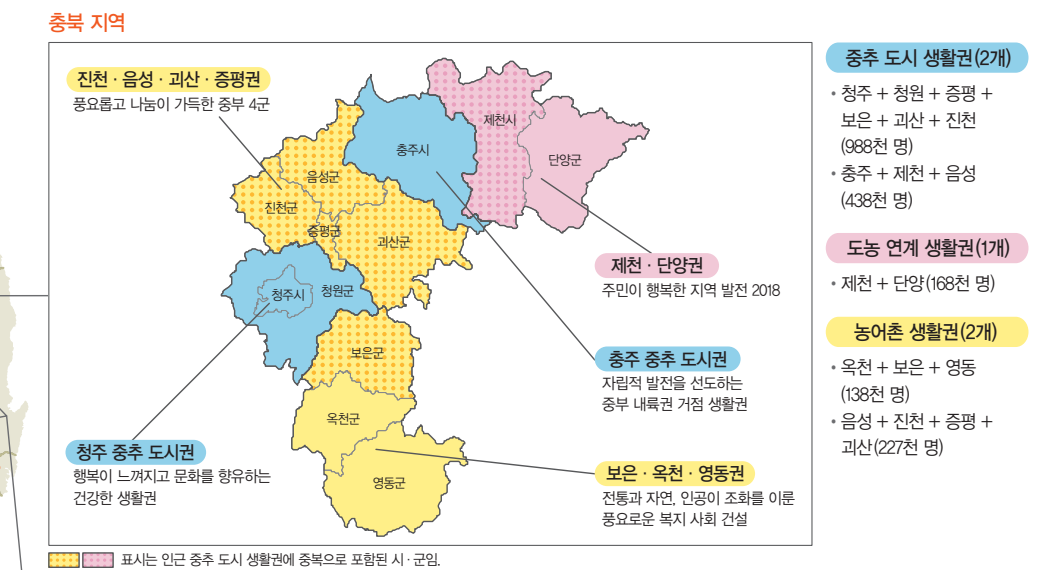 충북 지역
진천 · 음성 · 괴산 · 증평권
풍요롭고 나눔이 가득한 중부 4군
제천시
충주시
단양군
음성군
진천군
증평군
괴산군
제천 · 단양권
주민이 행복한 지역 발전 2018
청주시
청원군
보은군
충주 중추 도시권
자립적 발전을 선도하는
중부 내륙권 거점 생활권
옥천군
청주 중추 도시권
행복이 느껴지고 문화를 향유하는
건강한 생활권
영동군
보은 · 옥천 · 영동권
전통과 자연, 인공이 조화를 이룬
풍요로운 복지 사회 건설
표시는 인근 중추 도시 생활권에 중복으로 포함된 시 · 군임.
중추 도시 생활권(2개)
• 청주 + 청원 + 증평 +
보은 + 괴산 + 진천
(988천 명)
• 충주 + 제천 + 음성
(438천 명)
도농 연계 생활권(1개)
• 제천 + 단양(168천 명)
농어촌 생활권(2개)
• 옥천 + 보은 + 영동
(138천 명)
• 음성 + 진천 + 증평 +
괴산(227천 명)